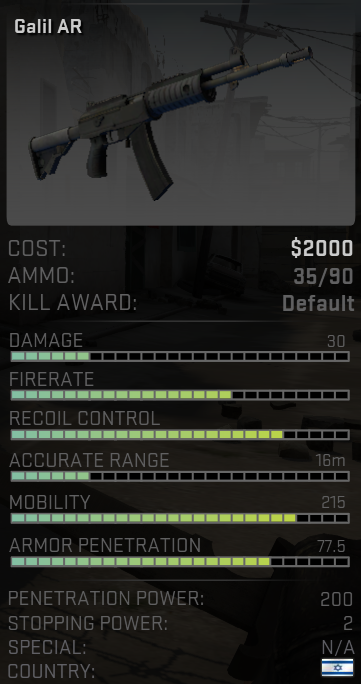 Galil AR
COST: $2000
AMMO: 35/90
KILL AWARD: Default
DAMAGE 30
FIRERATE
RECOIL CONTROL
ACCURATE RANGE 16m
MOBILITY 215
ARMOR PENETRATION 77.5
PENETRATION POWER: 200
STOPPING POWER: 2
SPECIAL: N/A
COUNTRY: